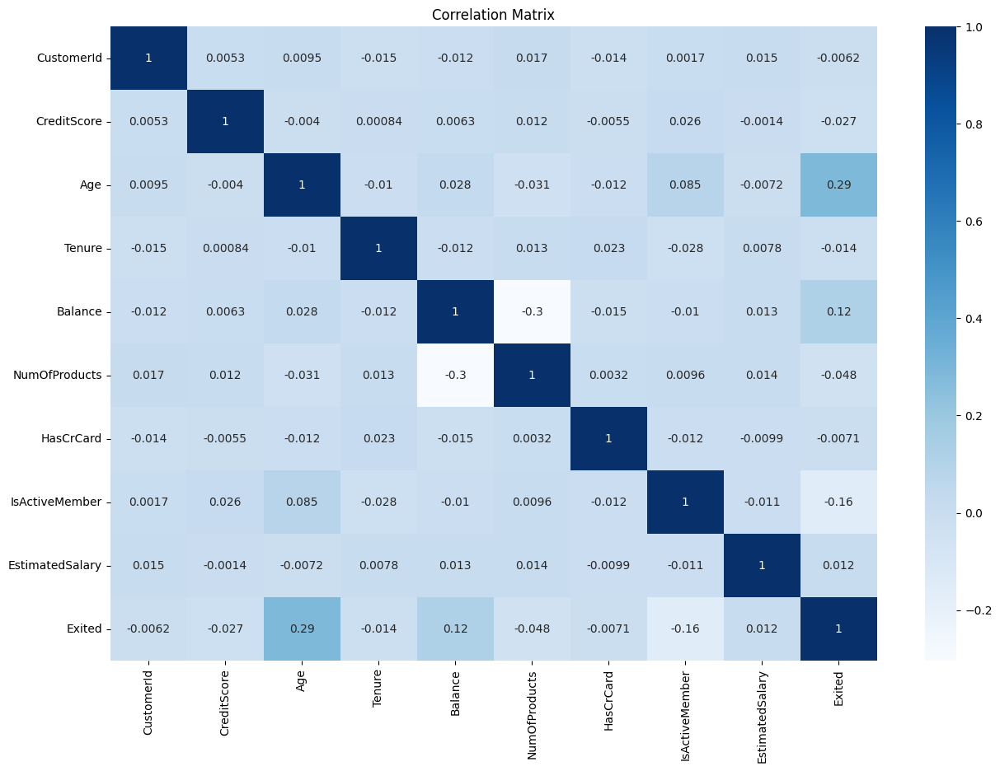 Correlation Matrix
CustomerId 1 0.0053 0.0095 -0.015 -0.012 0.017 -0.014 0.0017 0.015 -0.0062
CreditScore 0.0053 1 -0.004 0.00084 0.0063 0.012 -0.0055 0.026 -0.0014 -0.027
Age 0.0095 -0.004 1 -0.01 0.028 -0.031 -0.012 0.085 -0.0072 0.29
Tenure -0.015 0.00084 -0.01 1 -0.012 0.013 0.023 -0.028 0.0078 -0.014
Balance -0.012 0.0063 0.028 -0.012 1 -0.3 -0.015 -0.01 0.013 0.12
NumOfProducts 0.017 0.012 -0.031 0.013 -0.3 1 0.0032 0.0096 0.014 -0.048
HasCrCard -0.014 -0.0055 -0.012 0.023 -0.015 0.0032 1 -0.012 -0.0099 -0.0071
IsActiveMember 0.0017 0.026 0.085 -0.028 -0.01 0.0096 -0.012 1 -0.011 -0.16
EstimatedSalary 0.015 -0.0014 -0.0072 0.0078 0.013 0.014 -0.0099 -0.011 1 0.012
Exited -0.0062 -0.027 0.29 -0.014 0.12 -0.048 -0.0071 -0.16 0.012 1
CustomerId
CreditScore
Age
Tenure
Balance
NumOfProducts
HasCrCard
IsActiveMember
EstimatedSalary
Exited
1.0
0.8
0.6
0.4
0.2
0.0
−0.2